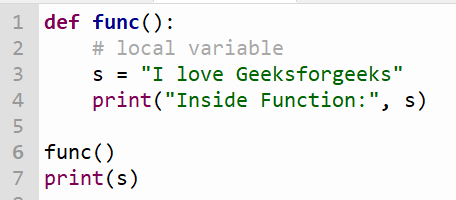 1 def func():
2     # local variable
3     s = "I love Geeksforgeeks"
4     print("Inside Function:", s)
5
6 func()
7 print(s)